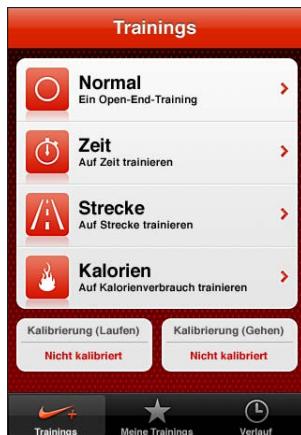 Trainings
Normal
Ein Open-End-Training
Zeit
Auf Zeit trainieren
Strecke
Auf Strecke trainieren
Kalorien
Auf Kalorienverbrauch trainieren
Kalibrierung (Laufen)
Nicht kalibriert
Kalibrierung (Gehen)
Nicht kalibriert
Trainings
Meine Trainings
Verlauf